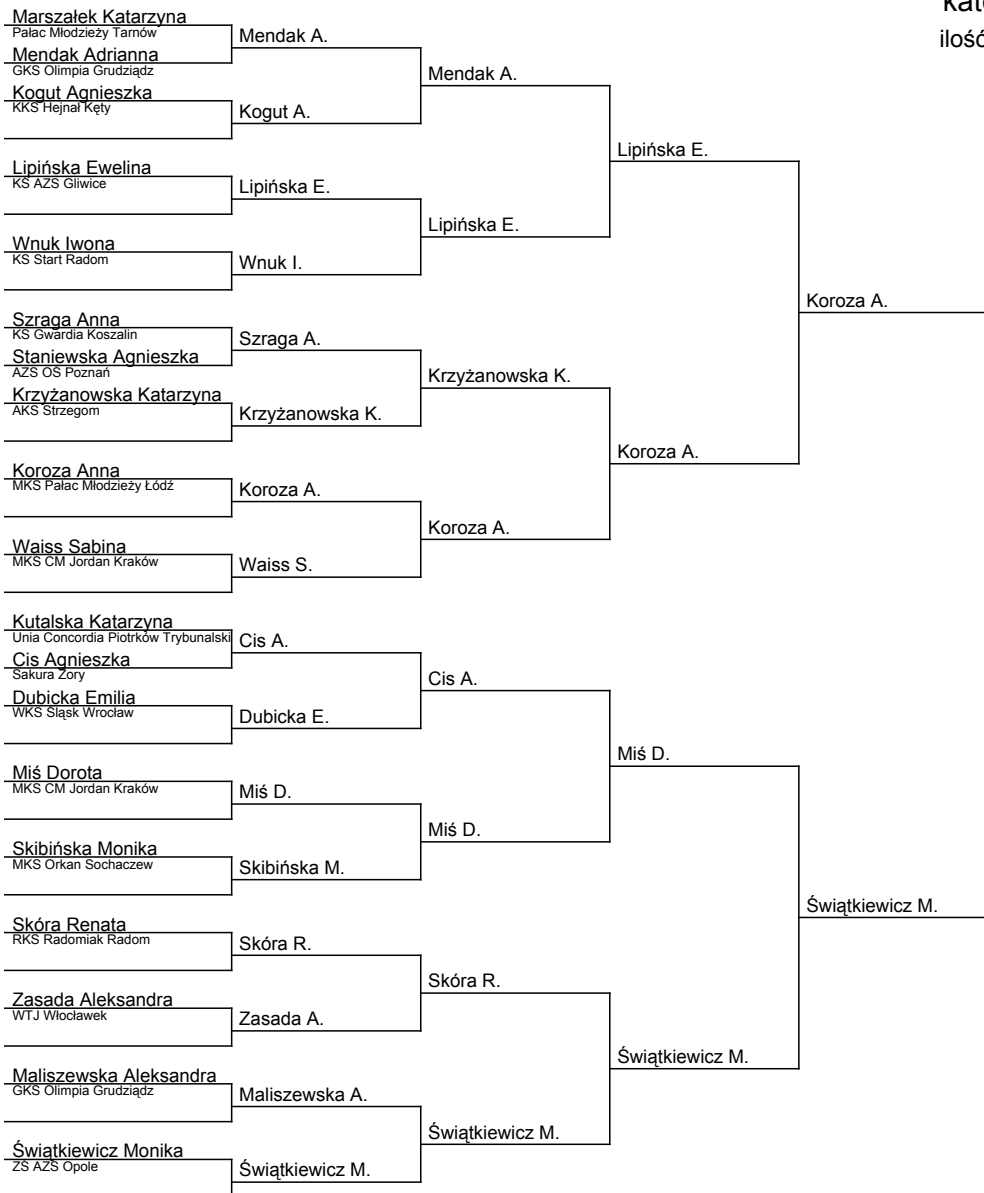 Marszałek Katarzyna
Pałac Młodzieży Tarnów
Mendak Adrianna
GKS Olimpia Grudziądz
Kogut Agnieszka
KKS Hejnał Kęty
Lipińska Ewelina
KS AZS Gliwice
Wnuk Iwona
KS Start Radom
Szraga Anna
KS Gwardia Koszalin
Staniewska Agnieszka
AZS OŚ Poznań
Krzyżanowska Katarzyna
AKS Strzegom
Koroza Anna
MKS Pałac Młodzieży Łódź
Waiss Sabina
MKS CM Jordan Kraków
Kutalska Katarzyna
Unia Concordia Piotrków Trybunalski
Cis Agnieszka
Sakura Żory
Dubicka Emilia
WKS Śląsk Wrocław
Miś Dorota
MKS CM Jordan Kraków
Skibińska Monika
MKS Orkan Sochaczew
Skóra Renata
RKS Radomiak Radom
Zasada Aleksandra
WTJ Włocławek
Maliszewska Aleksandra
GKS Olimpia Grudziądz
Świątkiewicz Monika
ZŚ AZS Opole
Mendak A.
Kogut A.
Lipińska E.
Wnuk I.
Szraga A.
Krzyżanowska K.
Koroza A.
Waiss S.
Cis A.
Dubicka E.
Miś D.
Skibińska M.
Skóra R.
Zasada A.
Maliszewska A.
Świątkiewicz M.
Mendak A.
Lipińska E.
Krzyżanowska K.
Koroza A.
Cis A.
Miś D.
Skóra R.
Świątkiewicz M.
Lipińska E.
Koroza A.
Miś D.
Świątkiewicz M.
Koroza A.
Świątkiewicz M.
ilość